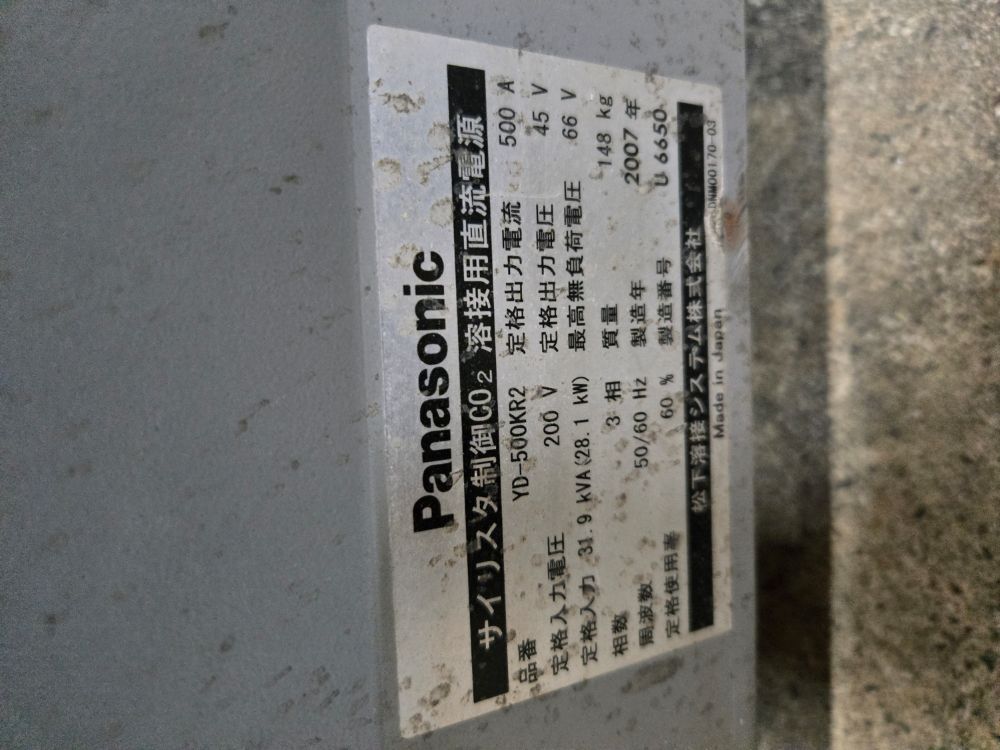 Panasonic
サイリスタ制御CO₂ 溶接用直流電源
品番 YD-500KR2 定格出力電流 500 A
定格入力電圧 200 V 定格出力電圧 45 V
定格入力 31.9 kVA(28.1 kW) 最高無負荷電圧 66 V
相数 3 相 質量 148 kg
周波数 50/60 Hz 製造年 2007 年
定格使用率 60 % 製造番号 U 6650
松下溶接システム株式会社
Made in Japan